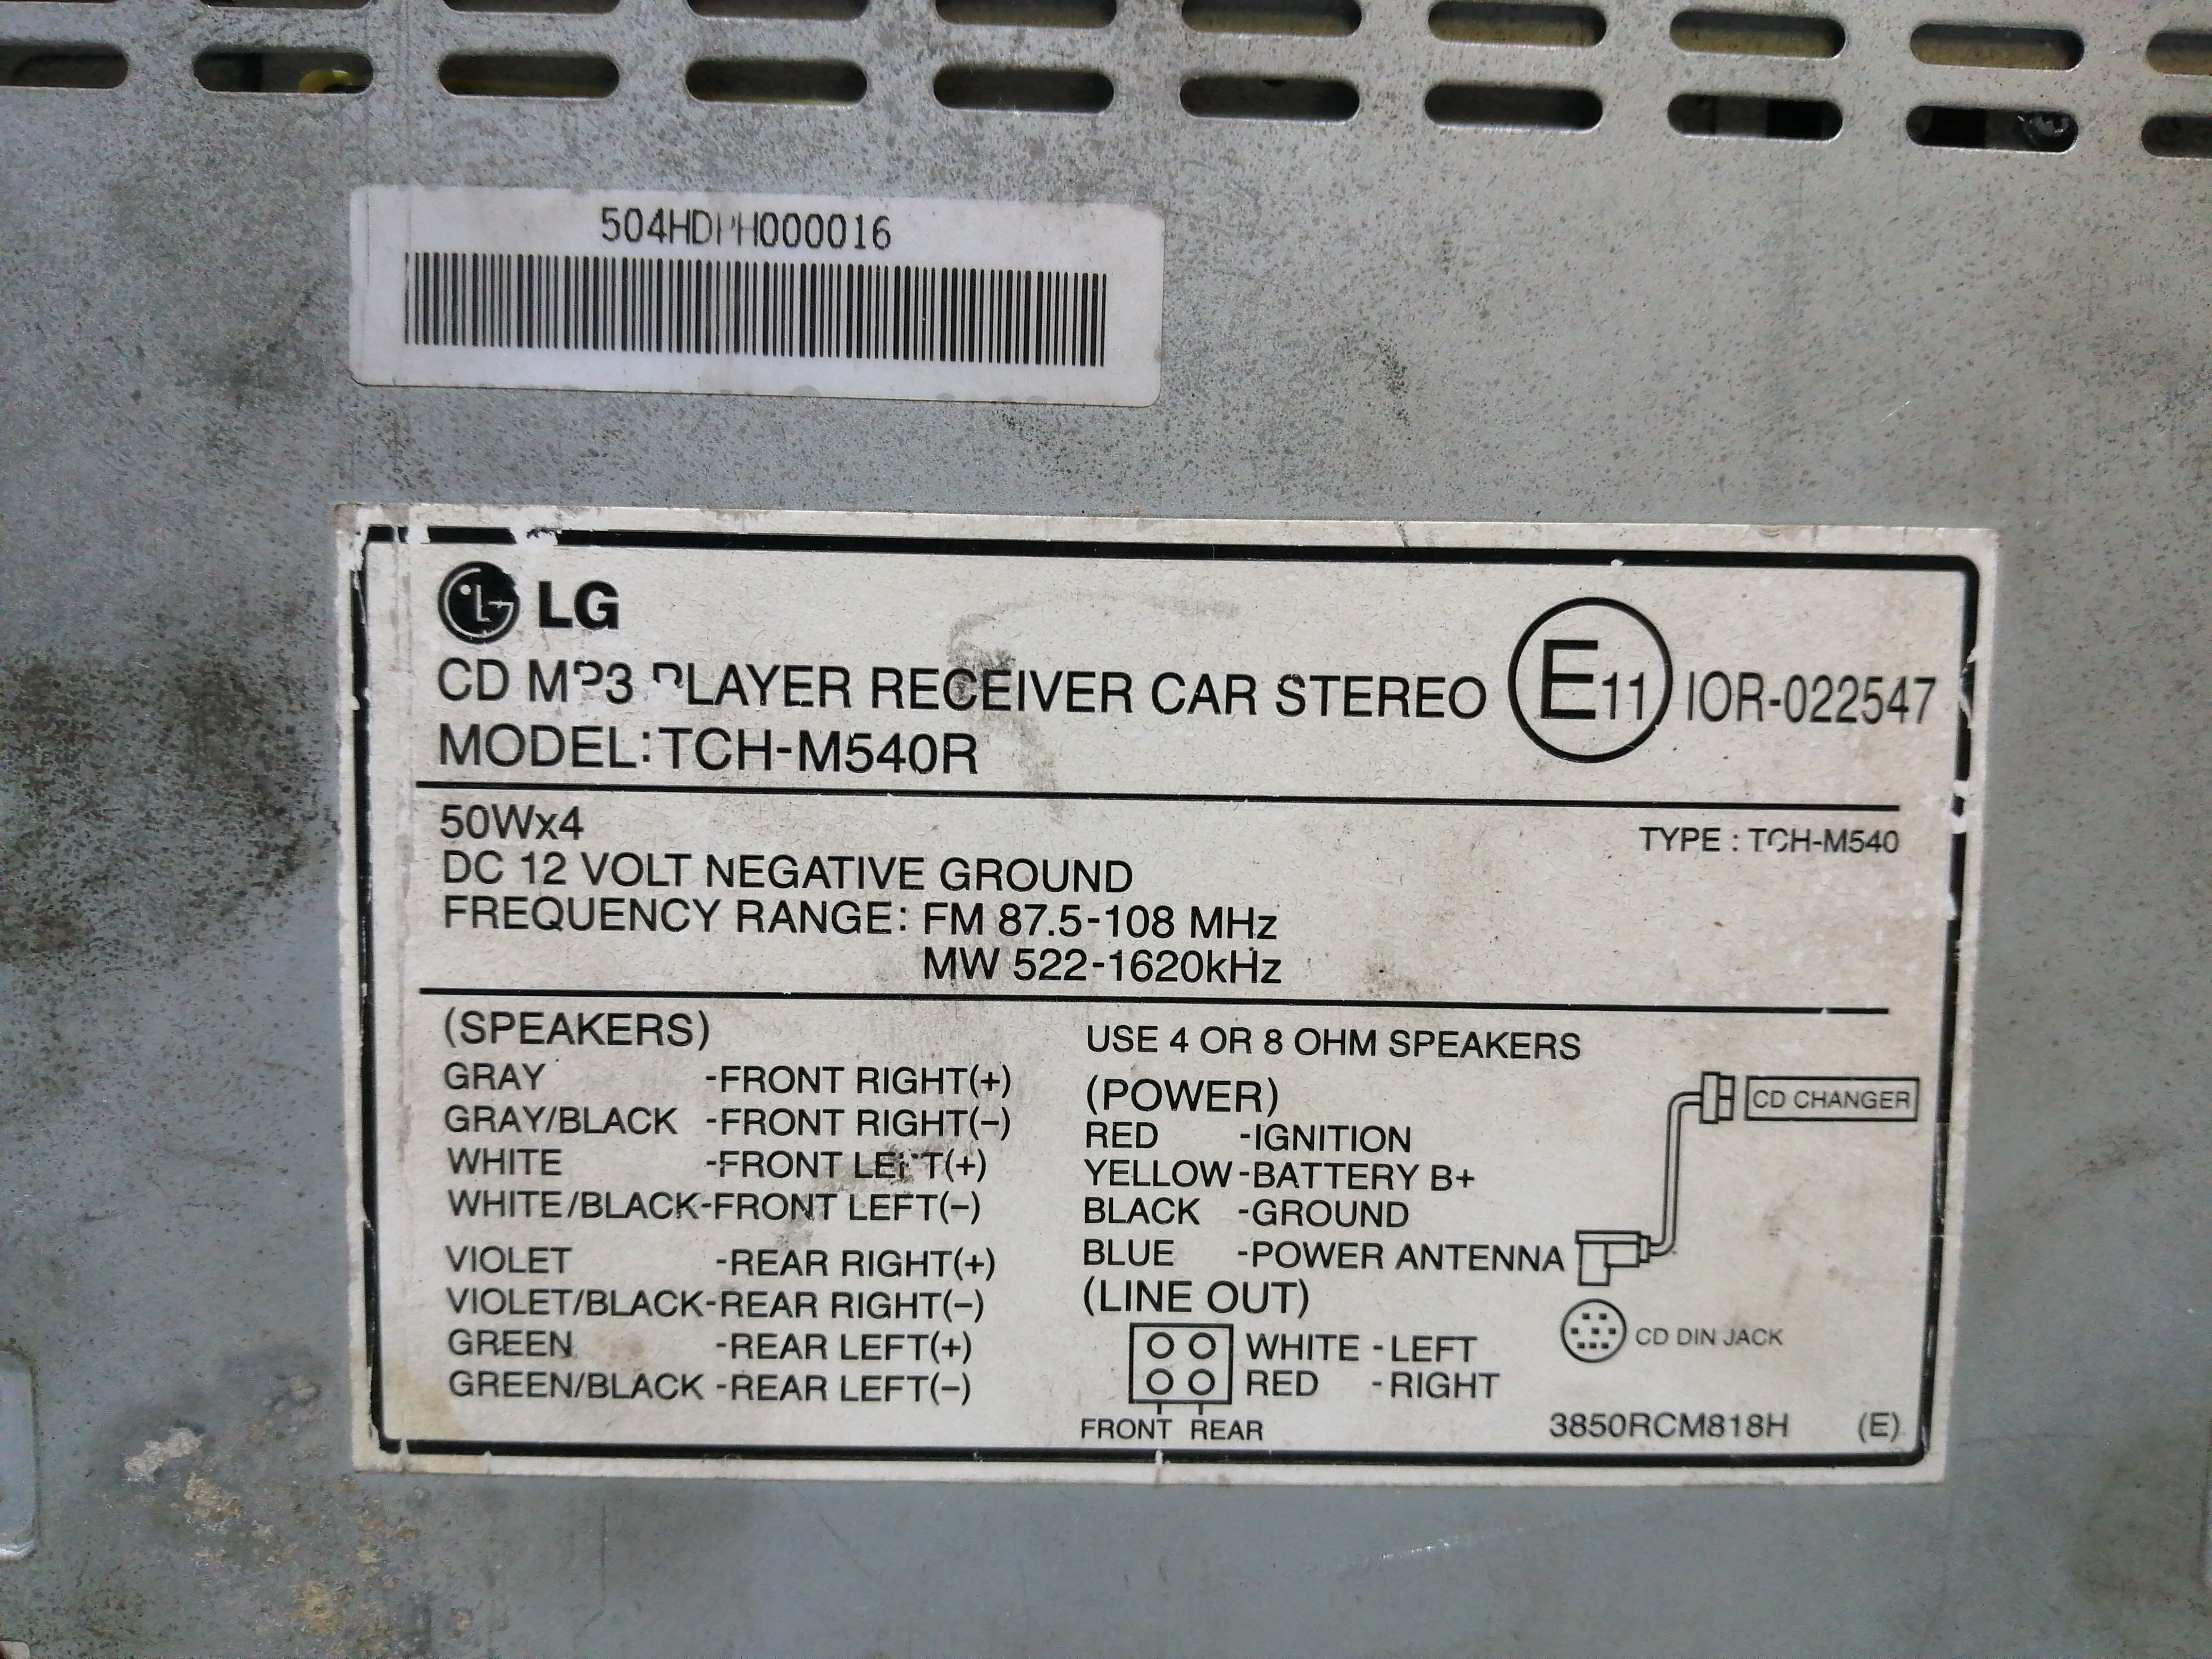 LG
CD MP3 PLAYER RECEIVER CAR STEREO E11 IOR-022547
MODEL:TCH-M540R
50Wx4
TYPE : TCH-M540
DC 12 VOLT NEGATIVE GROUND
FREQUENCY RANGE: FM 87.5-108 MHz
MW 522-1620kHz
(SPEAKERS)
GRAY -FRONT RIGHT(+)
GRAY/BLACK -FRONT RIGHT(−)
WHITE -FRONT LEFT(+)
WHITE/BLACK-FRONT LEFT(−)
VIOLET -REAR RIGHT(+)
VIOLET/BLACK-REAR RIGHT(−)
GREEN -REAR LEFT(+)
GREEN/BLACK -REAR LEFT(−)
USE 4 OR 8 OHM SPEAKERS
(POWER)
RED -IGNITION
YELLOW-BATTERY B+
BLACK -GROUND
BLUE -POWER ANTENNA
CD CHANGER
(LINE OUT)
WHITE -LEFT
RED -RIGHT
FRONT REAR
CD DIN JACK
3850RCM818H (E)